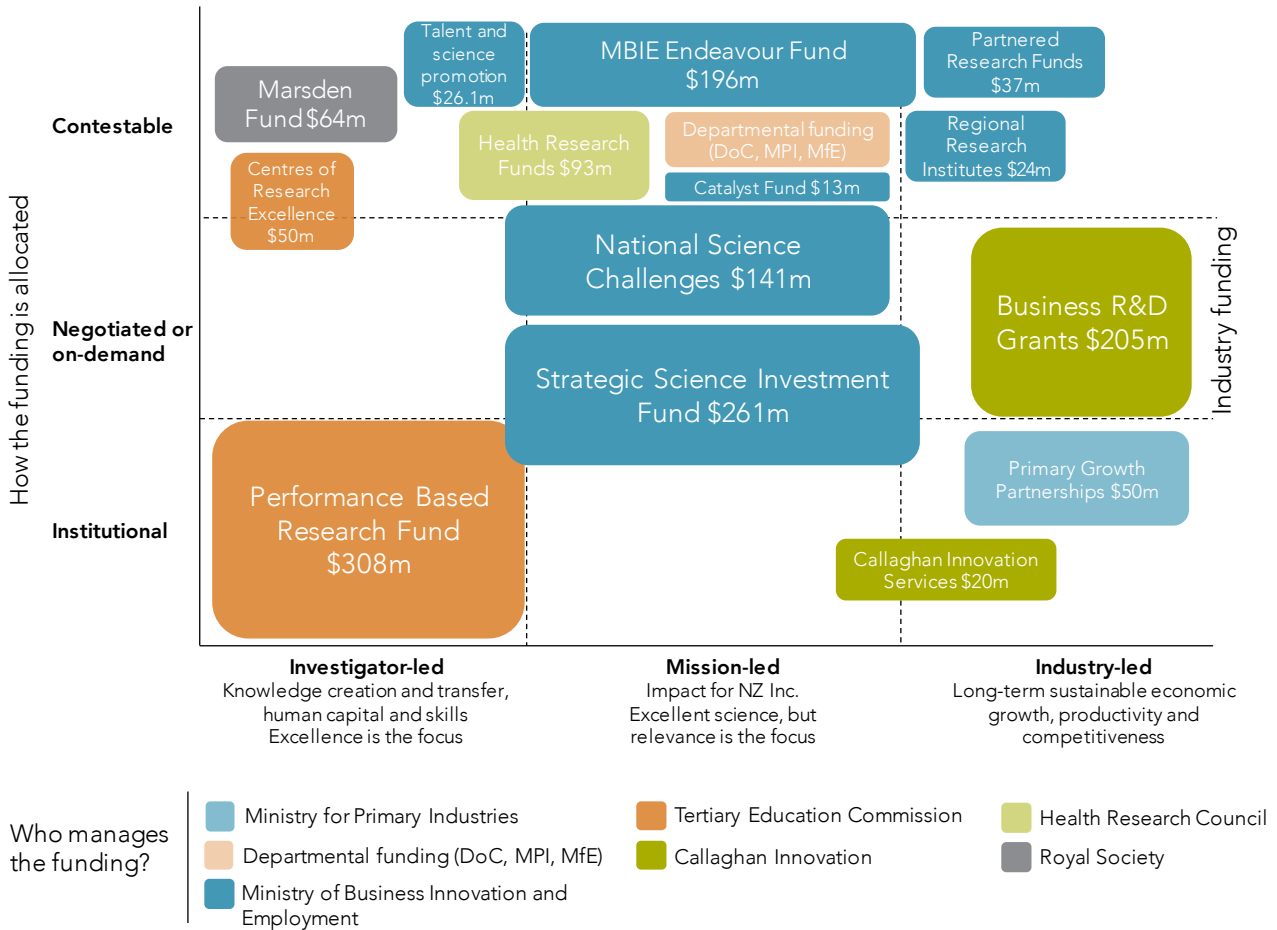 Talent and
science
promotion
$26.1m
MBIE Endeavour Fund
$196m
Partnered
Research Funds
$37m
Marsden
Fund $64m
Contestable
Health Research
Funds $93m
Departmental funding
(DoC, MPI, MfE)
Regional
Research
Institutes $24m
Centres of
Research
Excellence
$50m
Catalyst Fund $13m
How the funding is allocated
National Science
Challenges $141m
Industry funding
Business R&D
Grants $205m
Negotiated or
on-demand
Strategic Science Investment
Fund $261m
Performance Based
Research Fund
$308m
Primary Growth
Partnerships $50m
Institutional
Callaghan Innovation
Services $20m
Investigator-led
Knowledge creation and transfer,
human capital and skills
Excellence is the focus
Mission-led
Impact for NZ Inc.
Excellent science, but
relevance is the focus
Industry-led
Long-term sustainable economic
growth, productivity and
competitiveness
Who manages
the funding?
Ministry for Primary Industries
Departmental funding (DoC, MPI, MfE)
Ministry of Business Innovation and
Employment
Tertiary Education Commission
Callaghan Innovation
Health Research Council
Royal Society